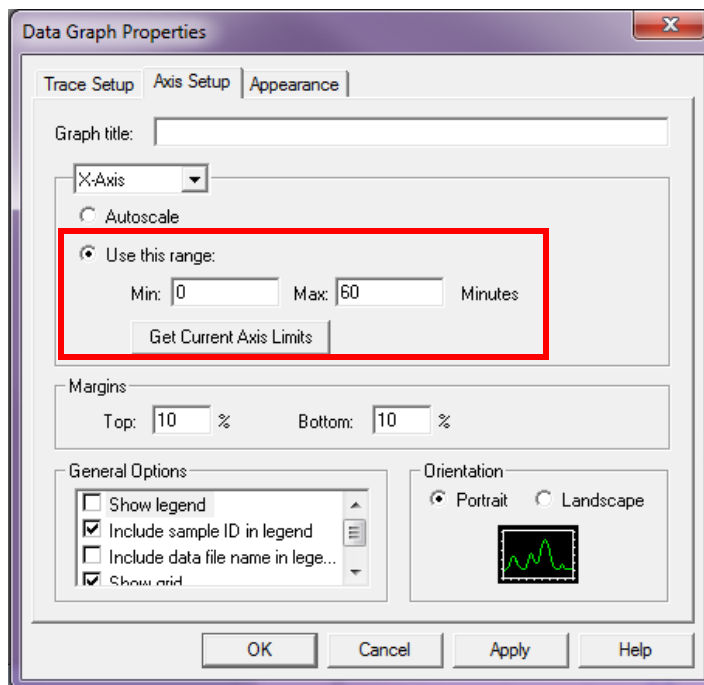 Data Graph Properties
Trace Setup Axis Setup Appearance
Graph title:
X-Axis
Autoscale
Use this range:
Min: 0 Max: 60 Minutes
Get Current Axis Limits
Margins
Top: 10 % Bottom: 10 %
General Options
Show legend
Include sample ID in legend
Include data file name in lege...
Show grid
Orientation
Portrait Landscape
OK Cancel Apply Help